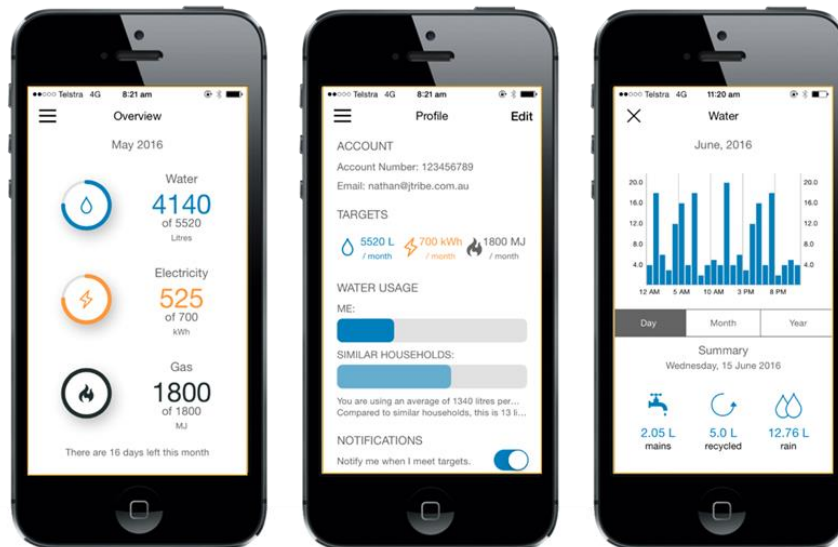 Telstra 4G 8:21 am
Overview
May 2016
Water
4140
of 5520
Litres
Electricity
525
of 700
kWh
Gas
1800
of 1800
MJ
There are 16 days left this month
Telstra 4G 8:21 am
Profile Edit
ACCOUNT
Account Number: 123456789
Email: nathan@jtribe.com.au
TARGETS
5520 L 700 kWh 1800 MJ
/ month / month / month
WATER USAGE
ME:
SIMILAR HOUSEHOLDS:
You are using an average of 1340 litres per...
Compared to similar households, this is 13 li...
NOTIFICATIONS
Notify me when I meet targets.
Telstra 4G 11:20 am
Water
June, 2016
20.0 20.0
16.0 16.0
12.0 12.0
8.0 8.0
4.0 4.0
12 AM 5 AM 10 AM 3 PM 8 PM
Day Month Year
Summary
Wednesday, 15 June 2016
2.05 L 5.0 L 12.76 L
mains recycled rain